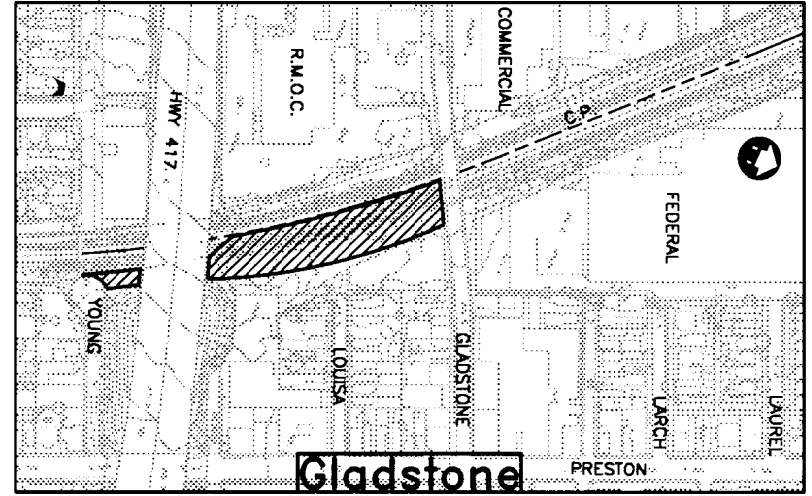 COMMERCIAL
R.M.O.C.
HWY 417
C.P.
FEDERAL
YOUNG
LOUISA
GLADSTONE
LARCH
LAUREL
PRESTON
Gladstone